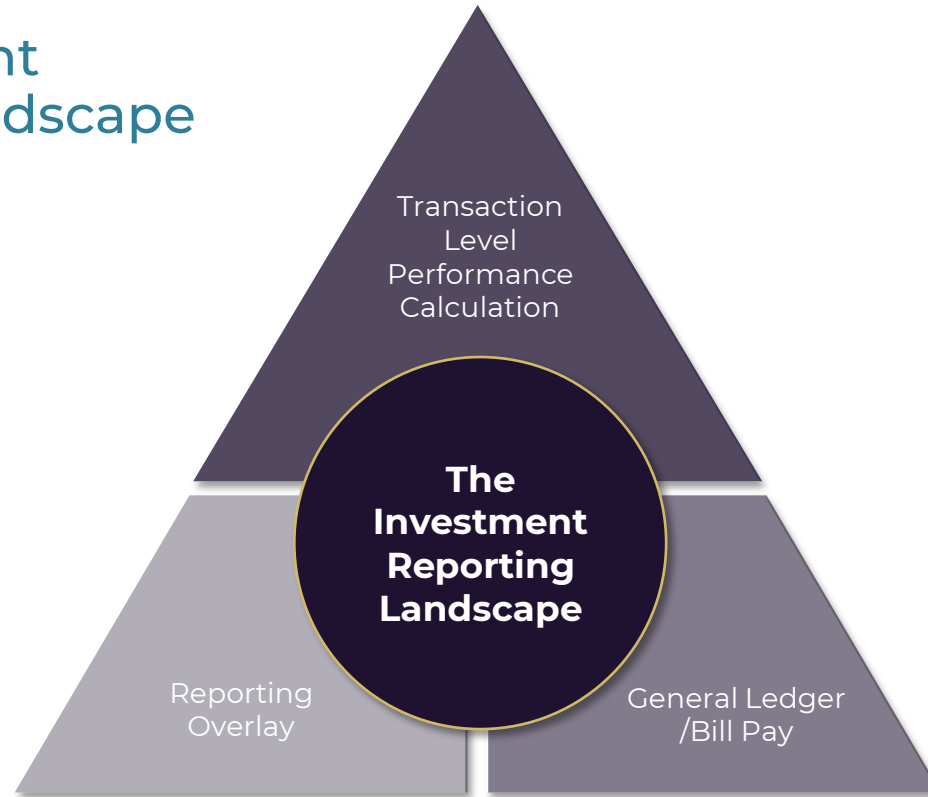 nt
dscape
Transaction
Level
Performance
Calculation
The
Investment
Reporting
Landscape
Reporting
Overlay
General Ledger
/Bill Pay